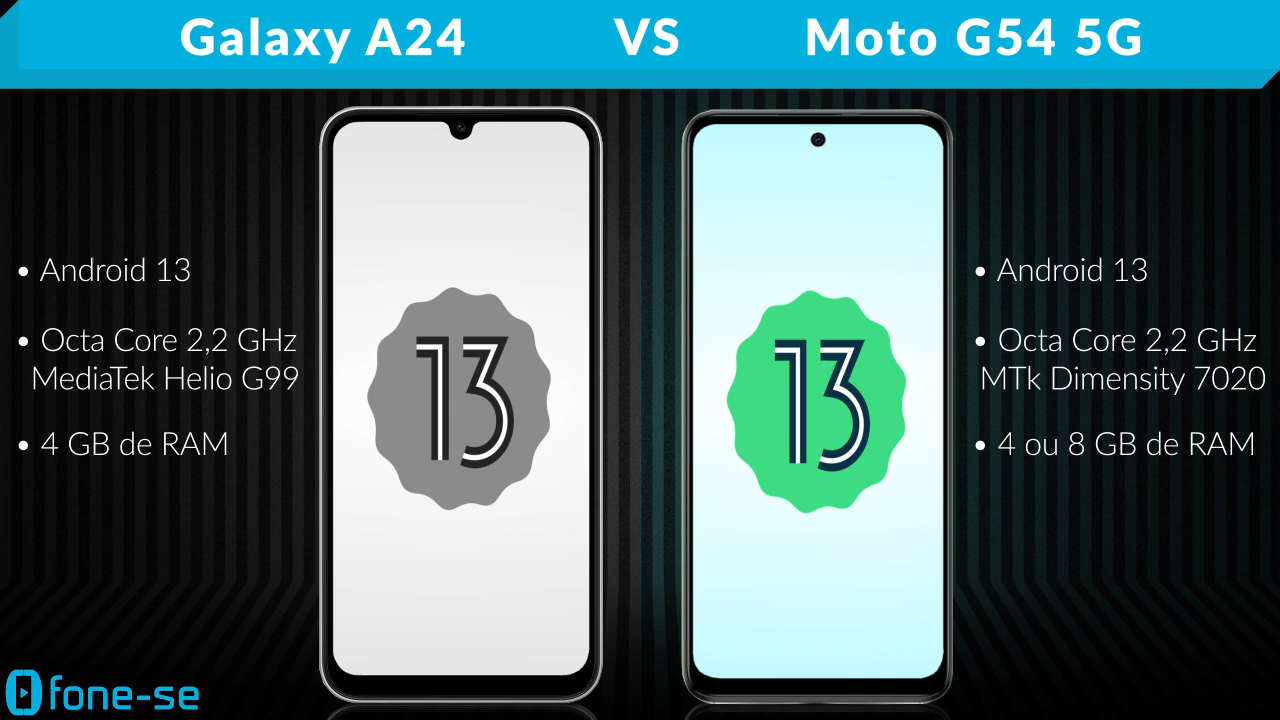 Galaxy A24 VS Moto G54 5G
• Android 13
• Octa Core 2,2 GHz
MediaTek Helio G99
• 4 GB de RAM
13
13
• Android 13
• Octa Core 2,2 GHz
MTk Dimensity 7020
• 4 ou 8 GB de RAM
fone-se